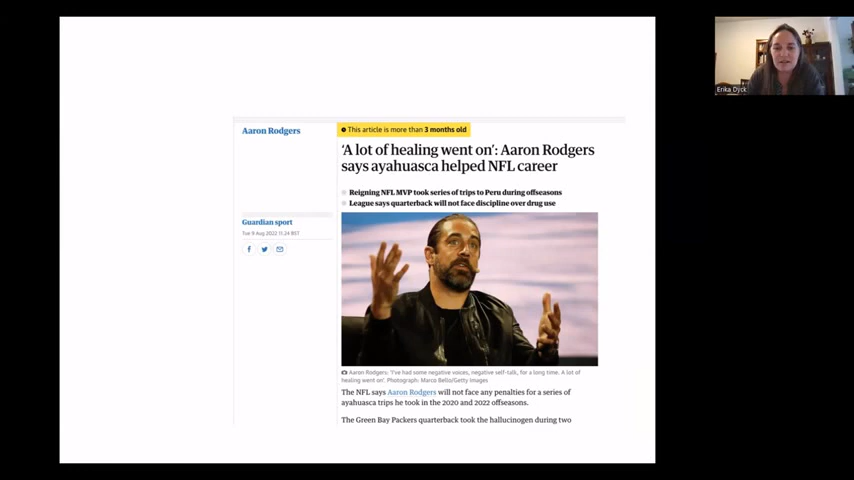 Erika Dyck
Aaron Rodgers
This article is more than 3 months old
‘A lot of healing went on’: Aaron Rodgers
says ayahuasca helped NFL career
Reigning NFL MVP took series of trips to Peru during offseasons
League says quarterback will not face discipline over drug use
Guardian sport
Tue 9 Aug 2022 11.24 BST
Aaron Rodgers: ‘I’ve had some negative voices, negative self-talk, for a long time. A lot of
healing went on’. Photograph: Marco Bello/Getty Images
The NFL says Aaron Rodgers will not face any penalties for a series of
ayahuasca trips he took in the 2020 and 2022 offseasons.
The Green Bay Packers quarterback took the hallucinogen during two